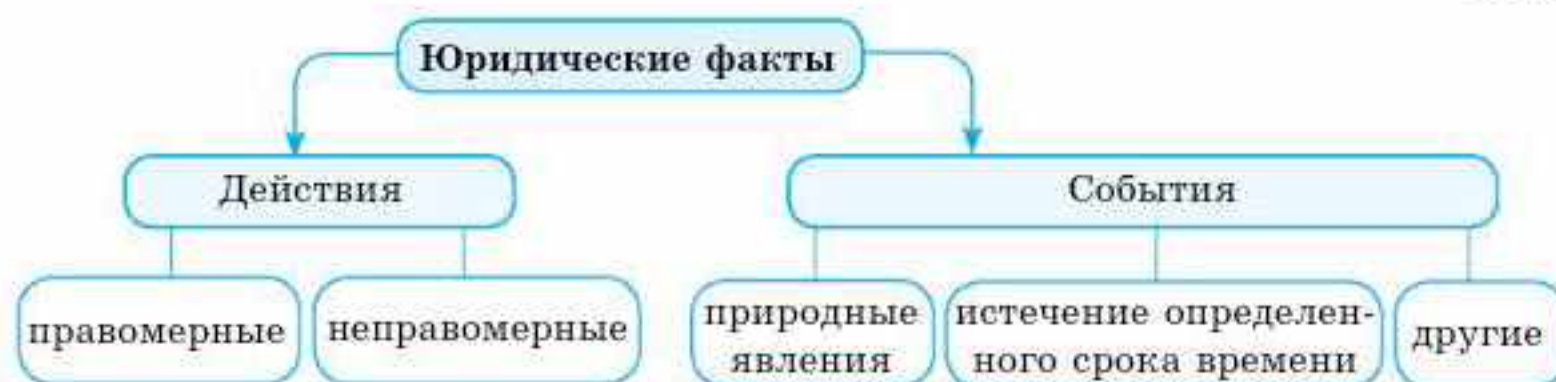 Юридические факты
Действия
События
правомерные
неправомерные
природные
явления
истечение определен-
ного срока времени
другие